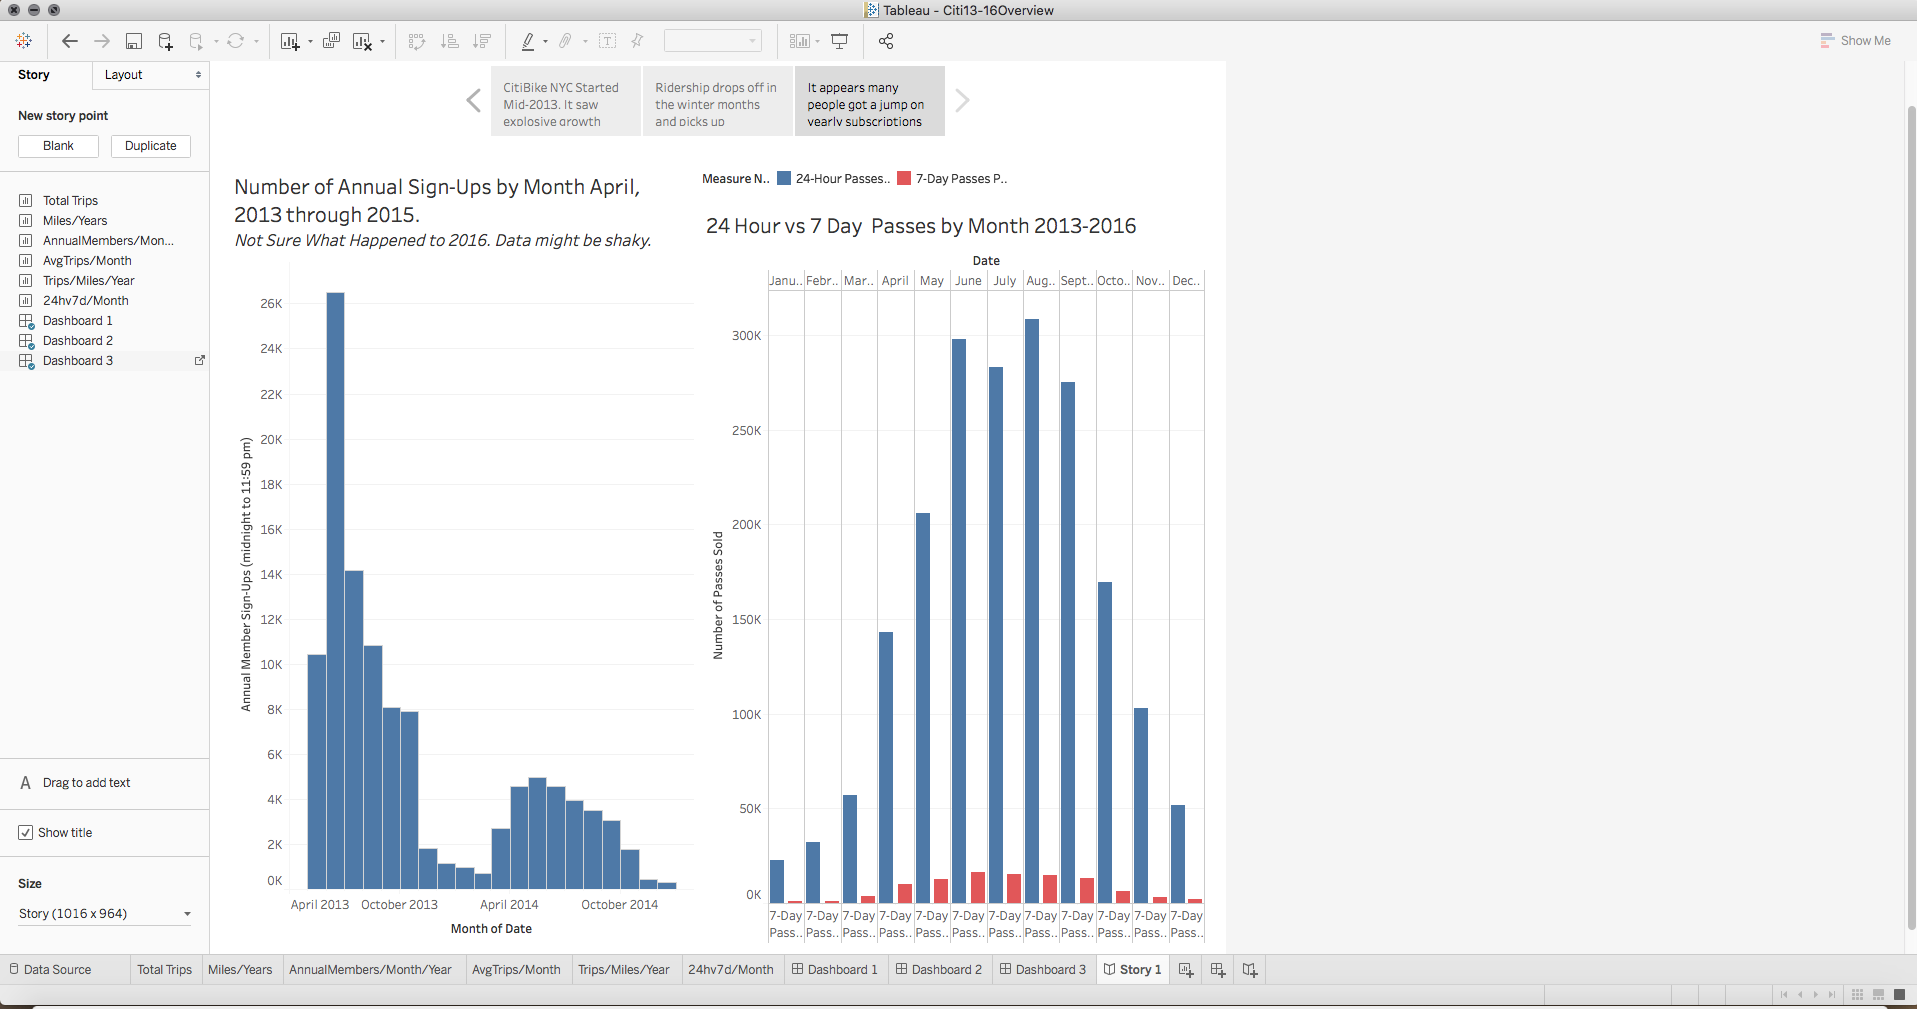 Tableau - Citi13-16Overview
Show Me
Story
Layout
New story point
Blank
Duplicate
Total Trips
Miles/Years
AnnualMembers/Mon...
AvgTrips/Month
Trips/Miles/Year
24hv7d/Month
Dashboard 1
Dashboard 2
Dashboard 3
A Drag to add text
Show title
Size
Story (1016 x 964)
CitiBike NYC Started
Mid-2013. It saw
explosive growth
Ridership drops off in
the winter months
and picks up
It appears many
people got a jump on
yearly subscriptions
Number of Annual Sign-Ups by Month April,
2013 through 2015.
Not Sure What Happened to 2016. Data might be shaky.
Annual Member Sign-Ups (midnight to 11:59 pm)
26K
24K
22K
20K
18K
16K
14K
12K
10K
8K
6K
4K
2K
0K
April 2013
October 2013
April 2014
October 2014
Month of Date
Measure N..
24-Hour Passes..
7-Day Passes P..
24 Hour vs 7 Day  Passes by Month 2013-2016
Date
Janu.. Febr.. Mar.. April May June July Aug.. Sept.. Octo.. Nov.. Dec..
Number of Passes Sold
300K
250K
200K
150K
100K
50K
0K
7-Day 7-Day 7-Day 7-Day 7-Day 7-Day 7-Day 7-Day 7-Day 7-Day 7-Day 7-Day
Pass.. Pass.. Pass.. Pass.. Pass.. Pass.. Pass.. Pass.. Pass.. Pass.. Pass.. Pass..
Data Source
Total Trips
Miles/Years
AnnualMembers/Month/Year
AvgTrips/Month
Trips/Miles/Year
24hv7d/Month
Dashboard 1
Dashboard 2
Dashboard 3
Story 1